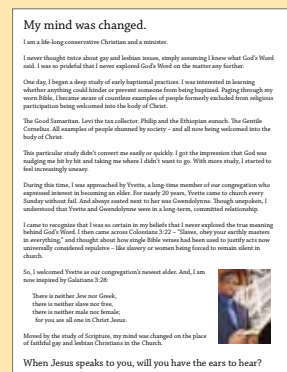 My mind was changed.
I am a life-long conservative Christian and a minister.
I never thought twice about gay and lesbian issues, simply assuming I knew what God's Word
said. I was so prideful that I never explored God's Word on the matter any further.
One day, I began a deep study of early baptismal practices. I was interested in learning
whether anything could hinder or prevent someone from being baptized. Paging through my
worn Bible, I became aware of countless examples of people formerly excluded from religious
participation being welcomed into the body of Christ.
The Good Samaritan. Levi the tax collector. Philip and the Ethiopian eunuch. The Gentile
Cornelius. All examples of people shunned by society – and all now being welcomed into the
body of Christ.
This particular study didn't convert me easily or quickly. I got the impression that God was
nudging me bit by bit and taking me where I didn't want to go. With more study, I started to
feel increasingly uneasy.
During this time, I was approached by Yvette, a long-time member of our congregation who
expressed interest in becoming an elder. For nearly 20 years, Yvette came to church every
Sunday without fail. And always seated next to her was Gwendolynne. Though unspoken, I
understood that Yvette and Gwendolynne were in a long-term, committed relationship.
I came to recognize that I was so certain in my beliefs that I never explored the true meaning
behind God's Word. I then came across Colossians 3:22 – "Slaves, obey your earthly masters
in everything," and thought about how single Bible verses had been used to justify acts now
universally considered repulsive – like slavery or women being forced to remain silent in
church.
So, I welcomed Yvette as our congregation's newest elder. And, I am
now inspired by Galatians 3:28:
There is neither Jew nor Greek,
there is neither slave nor free,
there is neither male nor female;
for you are all one in Christ Jesus.
Moved by the study of Scripture, my mind was changed on the place
of faithful gay and lesbian Christians in the Church.
When Jesus speaks to you, will you have the ears to hear?